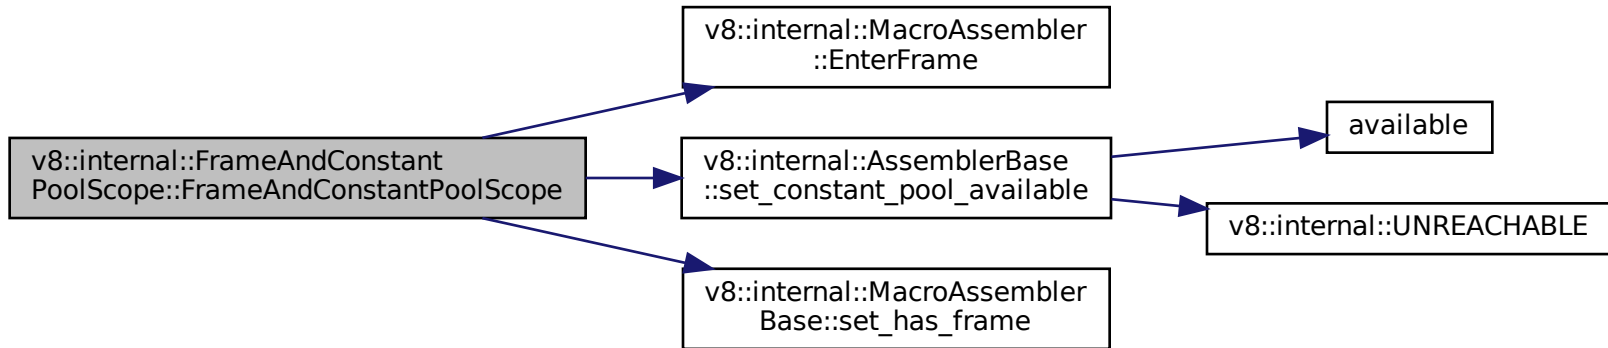 v8::internal::FrameAndConstant
PoolScope::FrameAndConstantPoolScope
v8::internal::MacroAssembler
::EnterFrame
v8::internal::AssemblerBase
::set_constant_pool_available
available
v8::internal::UNREACHABLE
v8::internal::MacroAssembler
Base::set_has_frame